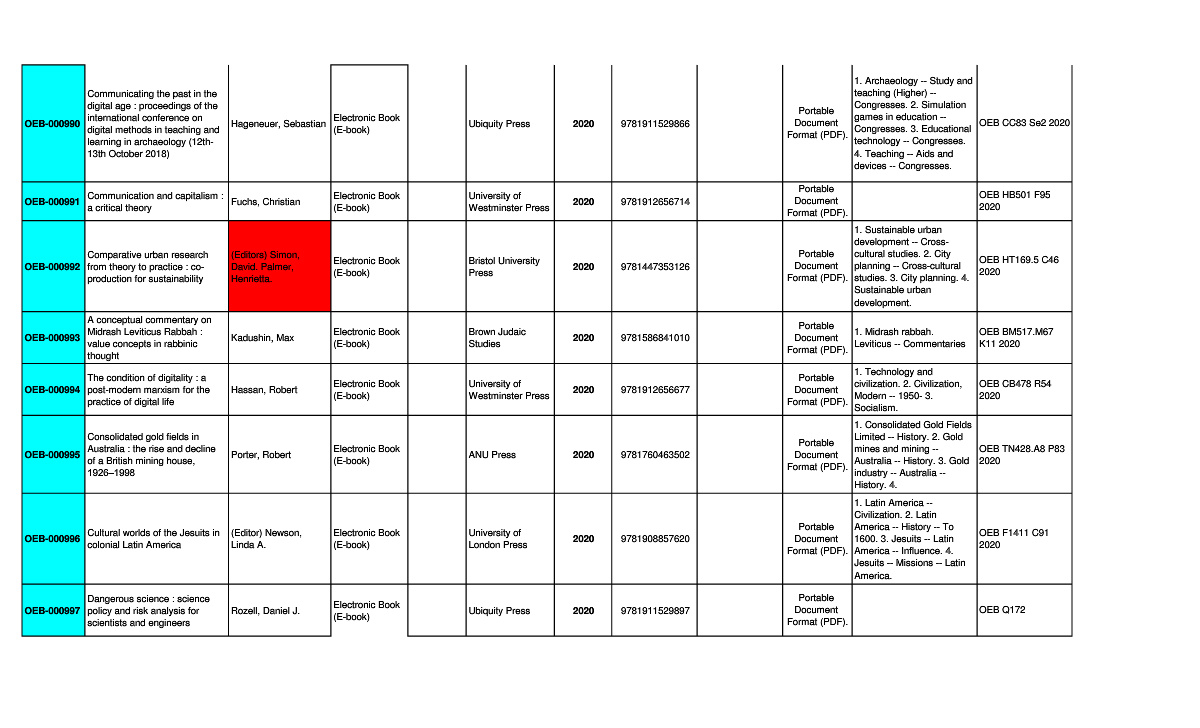 OEB-000990
Communicating the past in the
digital age : proceedings of the
international conference on
digital methods in teaching and
learning in archaeology (12th-
13th October 2018)
Hageneuer, Sebastian
Electronic Book
(E-book)
Ubiquity Press
2020
9781911529866
Portable
Document
Format (PDF).
1. Archaeology -- Study and
teaching (Higher) --
Congresses. 2. Simulation
games in education --
Congresses. 3. Educational
technology -- Congresses.
4. Teaching -- Aids and
devices -- Congresses.
OEB CC83 Se2 2020
OEB-000991
Communication and capitalism :
a critical theory
Fuchs, Christian
Electronic Book
(E-book)
University of
Westminster Press
2020
9781912656714
Portable
Document
Format (PDF).
OEB HB501 F95
2020
OEB-000992
Comparative urban research
from theory to practice : co-
production for sustainability
(Editors) Simon,
David. Palmer,
Henrietta.
Electronic Book
(E-book)
Bristol University
Press
2020
9781447353126
Portable
Document
Format (PDF).
1. Sustainable urban
development -- Cross-
cultural studies. 2. City
planning -- Cross-cultural
studies. 3. City planning. 4.
Sustainable urban
development.
OEB HT169.5 C46
2020
OEB-000993
A conceptual commentary on
Midrash Leviticus Rabbah :
value concepts in rabbinic
thought
Kadushin, Max
Electronic Book
(E-book)
Brown Judaic
Studies
2020
9781586841010
Portable
Document
Format (PDF).
1. Midrash rabbah.
Leviticus -- Commentaries
OEB BM517.M67
K11 2020
OEB-000994
The condition of digitality : a
post-modern marxism for the
practice of digital life
Hassan, Robert
Electronic Book
(E-book)
University of
Westminster Press
2020
9781912656677
Portable
Document
Format (PDF).
1. Technology and
civilization. 2. Civilization,
Modern -- 1950- 3.
Socialism.
OEB CB478 R54
2020
OEB-000995
Consolidated gold fields in
Australia : the rise and decline
of a British mining house,
1926–1998
Porter, Robert
Electronic Book
(E-book)
ANU Press
2020
9781760463502
Portable
Document
Format (PDF).
1. Consolidated Gold Fields
Limited -- History. 2. Gold
mines and mining --
Australia -- History. 3. Gold
industry -- Australia --
History. 4.
OEB TN428.A8 P83
2020
OEB-000996
Cultural worlds of the Jesuits in
colonial Latin America
(Editor) Newson,
Linda A.
Electronic Book
(E-book)
University of
London Press
2020
9781908857620
Portable
Document
Format (PDF).
1. Latin America --
Civilization. 2. Latin
America -- History -- To
1600. 3. Jesuits -- Latin
America -- Influence. 4.
Jesuits -- Missions -- Latin
America.
OEB F1411 C91
2020
OEB-000997
Dangerous science : science
policy and risk analysis for
scientists and engineers
Rozell, Daniel J.
Electronic Book
(E-book)
Ubiquity Press
2020
9781911529897
Portable
Document
Format (PDF).
OEB Q172